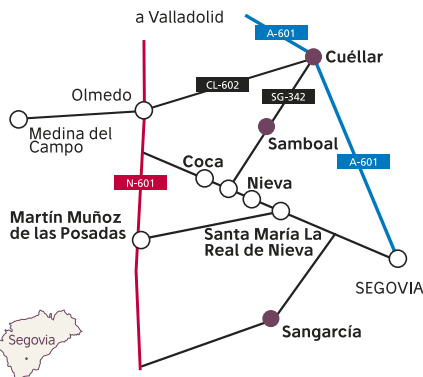 a Valladolid
A-601
Cuéllar
CL-602
Olmedo
SG-342
Medina del
Campo
Samboal
Coca
A-601
N-601
Nieva
Martín Muñoz
de las Posadas
Santa María La
Real de Nieva
SEGOVIA
Sangarcía
Segovia